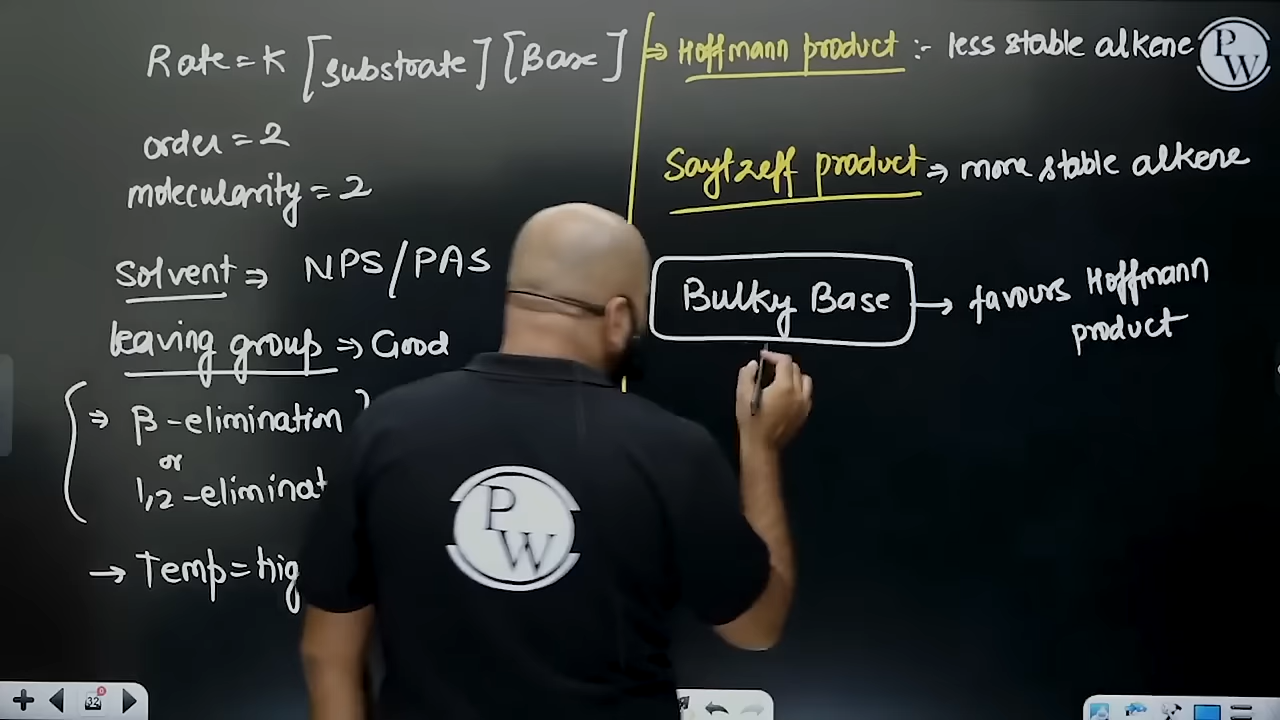 Rate = K [Substrate] [Base]
order = 2
molecularity = 2
Solvent ⇒ NPS/PAS
leaving group ⇒ Good
⇒ β-elimination
or
1,2-eliminat
→ Temp = hig
⇒ Hoffmann product :- less stable alkene
Saytzeff product ⇒ more stable alkene
Bulky Base → favours Hoffmann
product
PW
PW
32